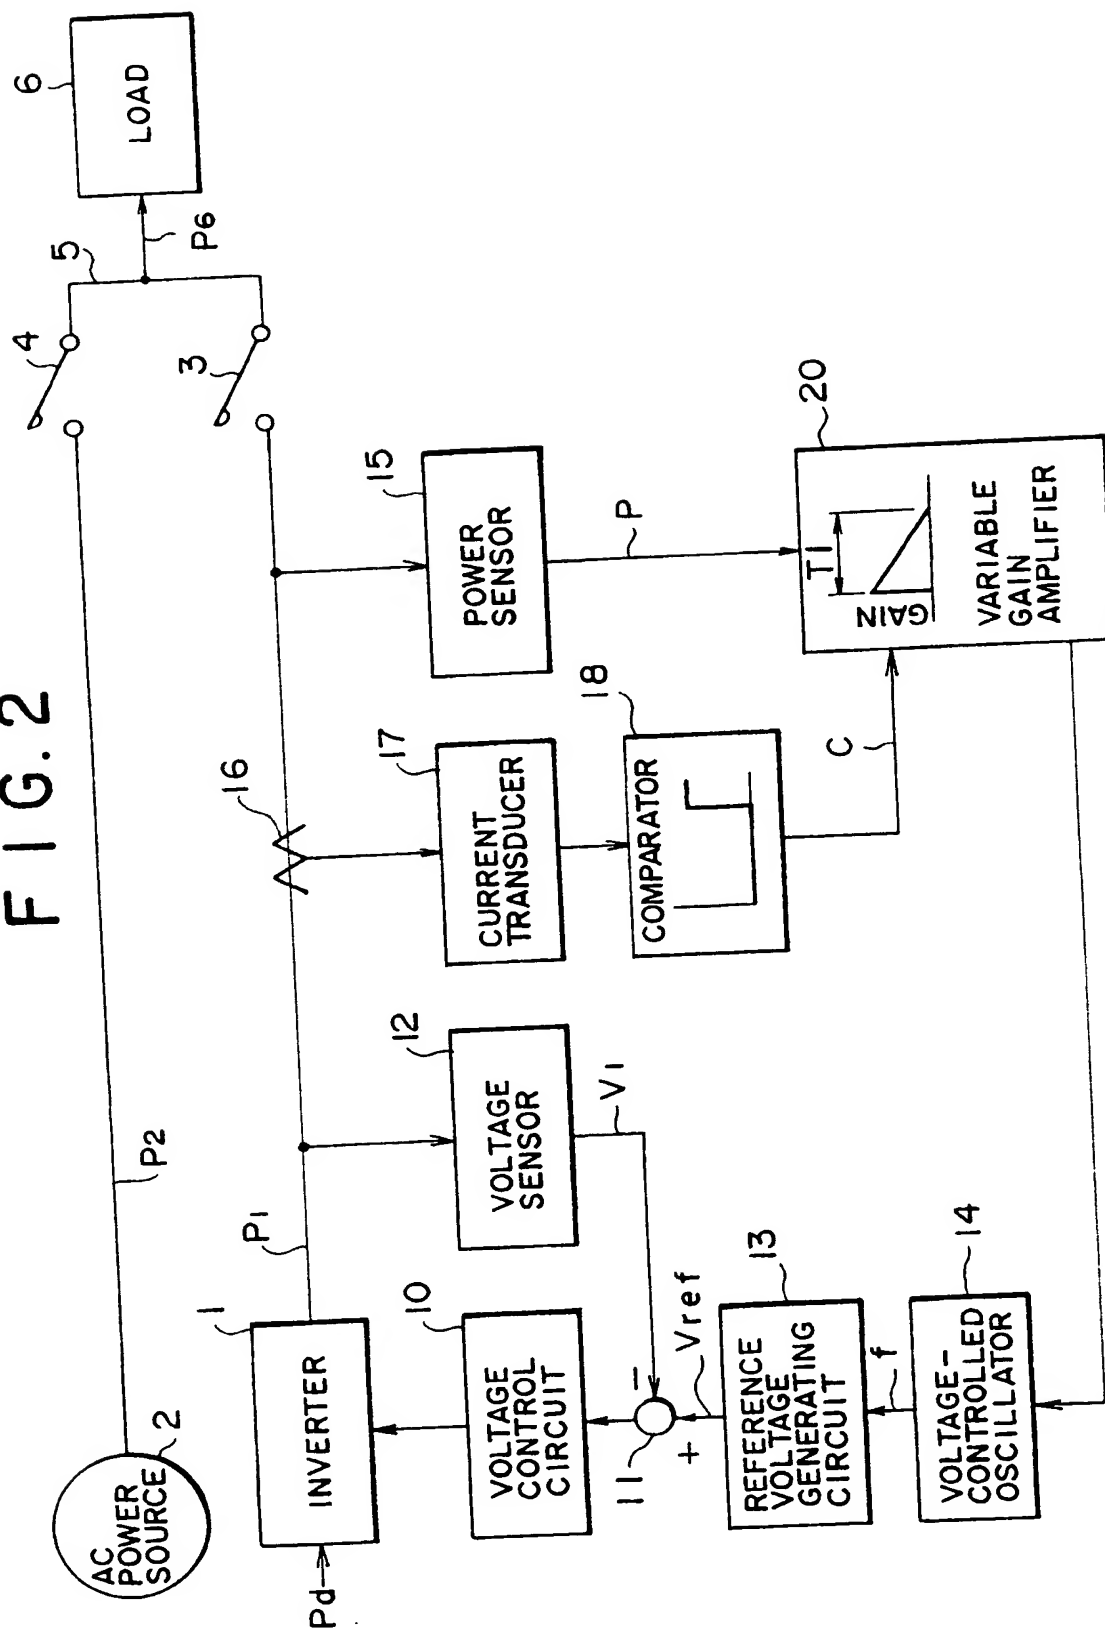 FIG. 2
AC
POWER
SOURCE
2
P2
4
5
6
LOAD
P6
3
Pd
INVERTER
1
P1
16
VOLTAGE
CONTROL
CIRCUIT
10
VOLTAGE
SENSOR
12
V1
CURRENT
TRANSDUCER
17
POWER
SENSOR
15
P
11
+
−
Vref
COMPARATOR
18
C
REFERENCE
VOLTAGE
GENERATING
CIRCUIT
13
f
VOLTAGE-
CONTROLLED
OSCILLATOR
14
GAIN
T1
VARIABLE
GAIN
AMPLIFIER
20